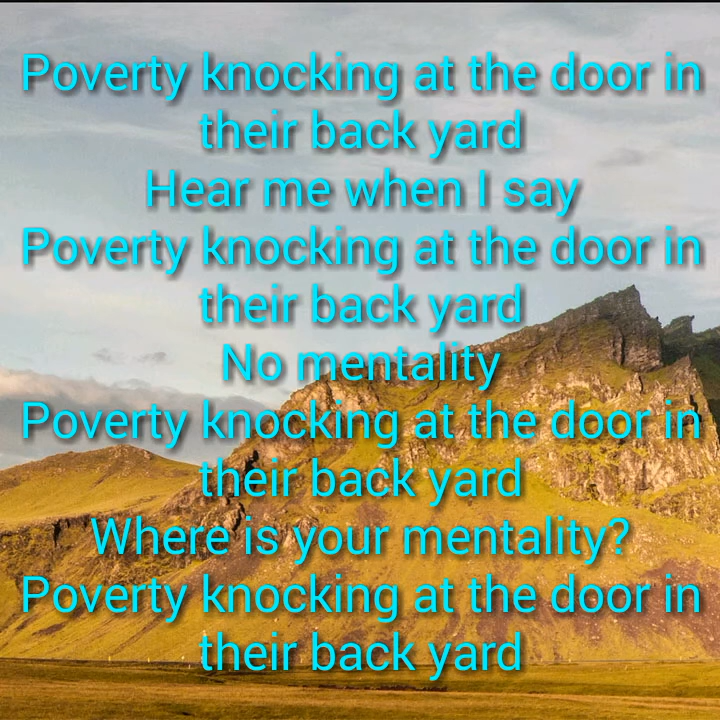 Poverty knocking at the door in
their back yard
Hear me when I say
Poverty knocking at the door in
their back yard
No mentality
Poverty knocking at the door in
their back yard
Where is your mentality?
Poverty knocking at the door in
their back yard